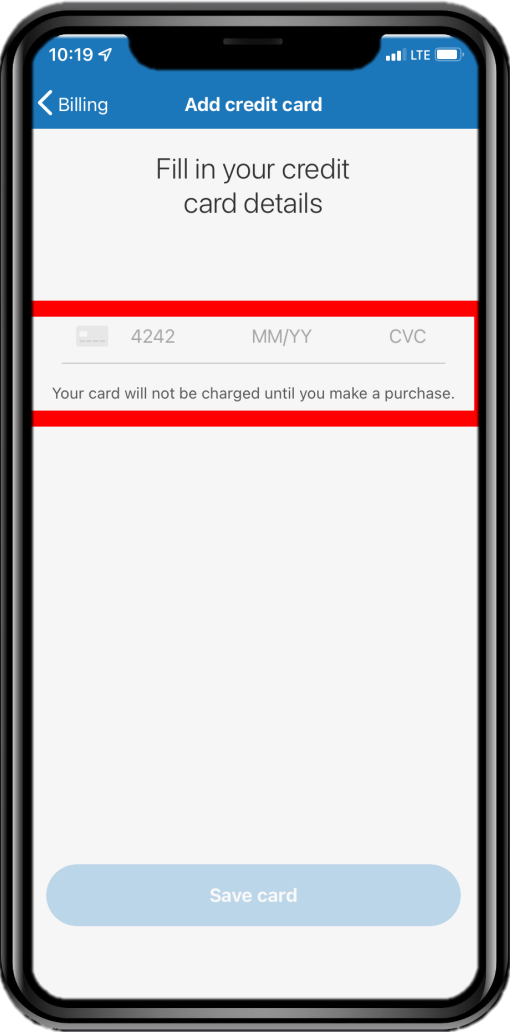 10:19 LTE
Billing Add credit card
Fill in your credit
card details
4242 MM/YY CVC
Your card will not be charged until you make a purchase.
Save card